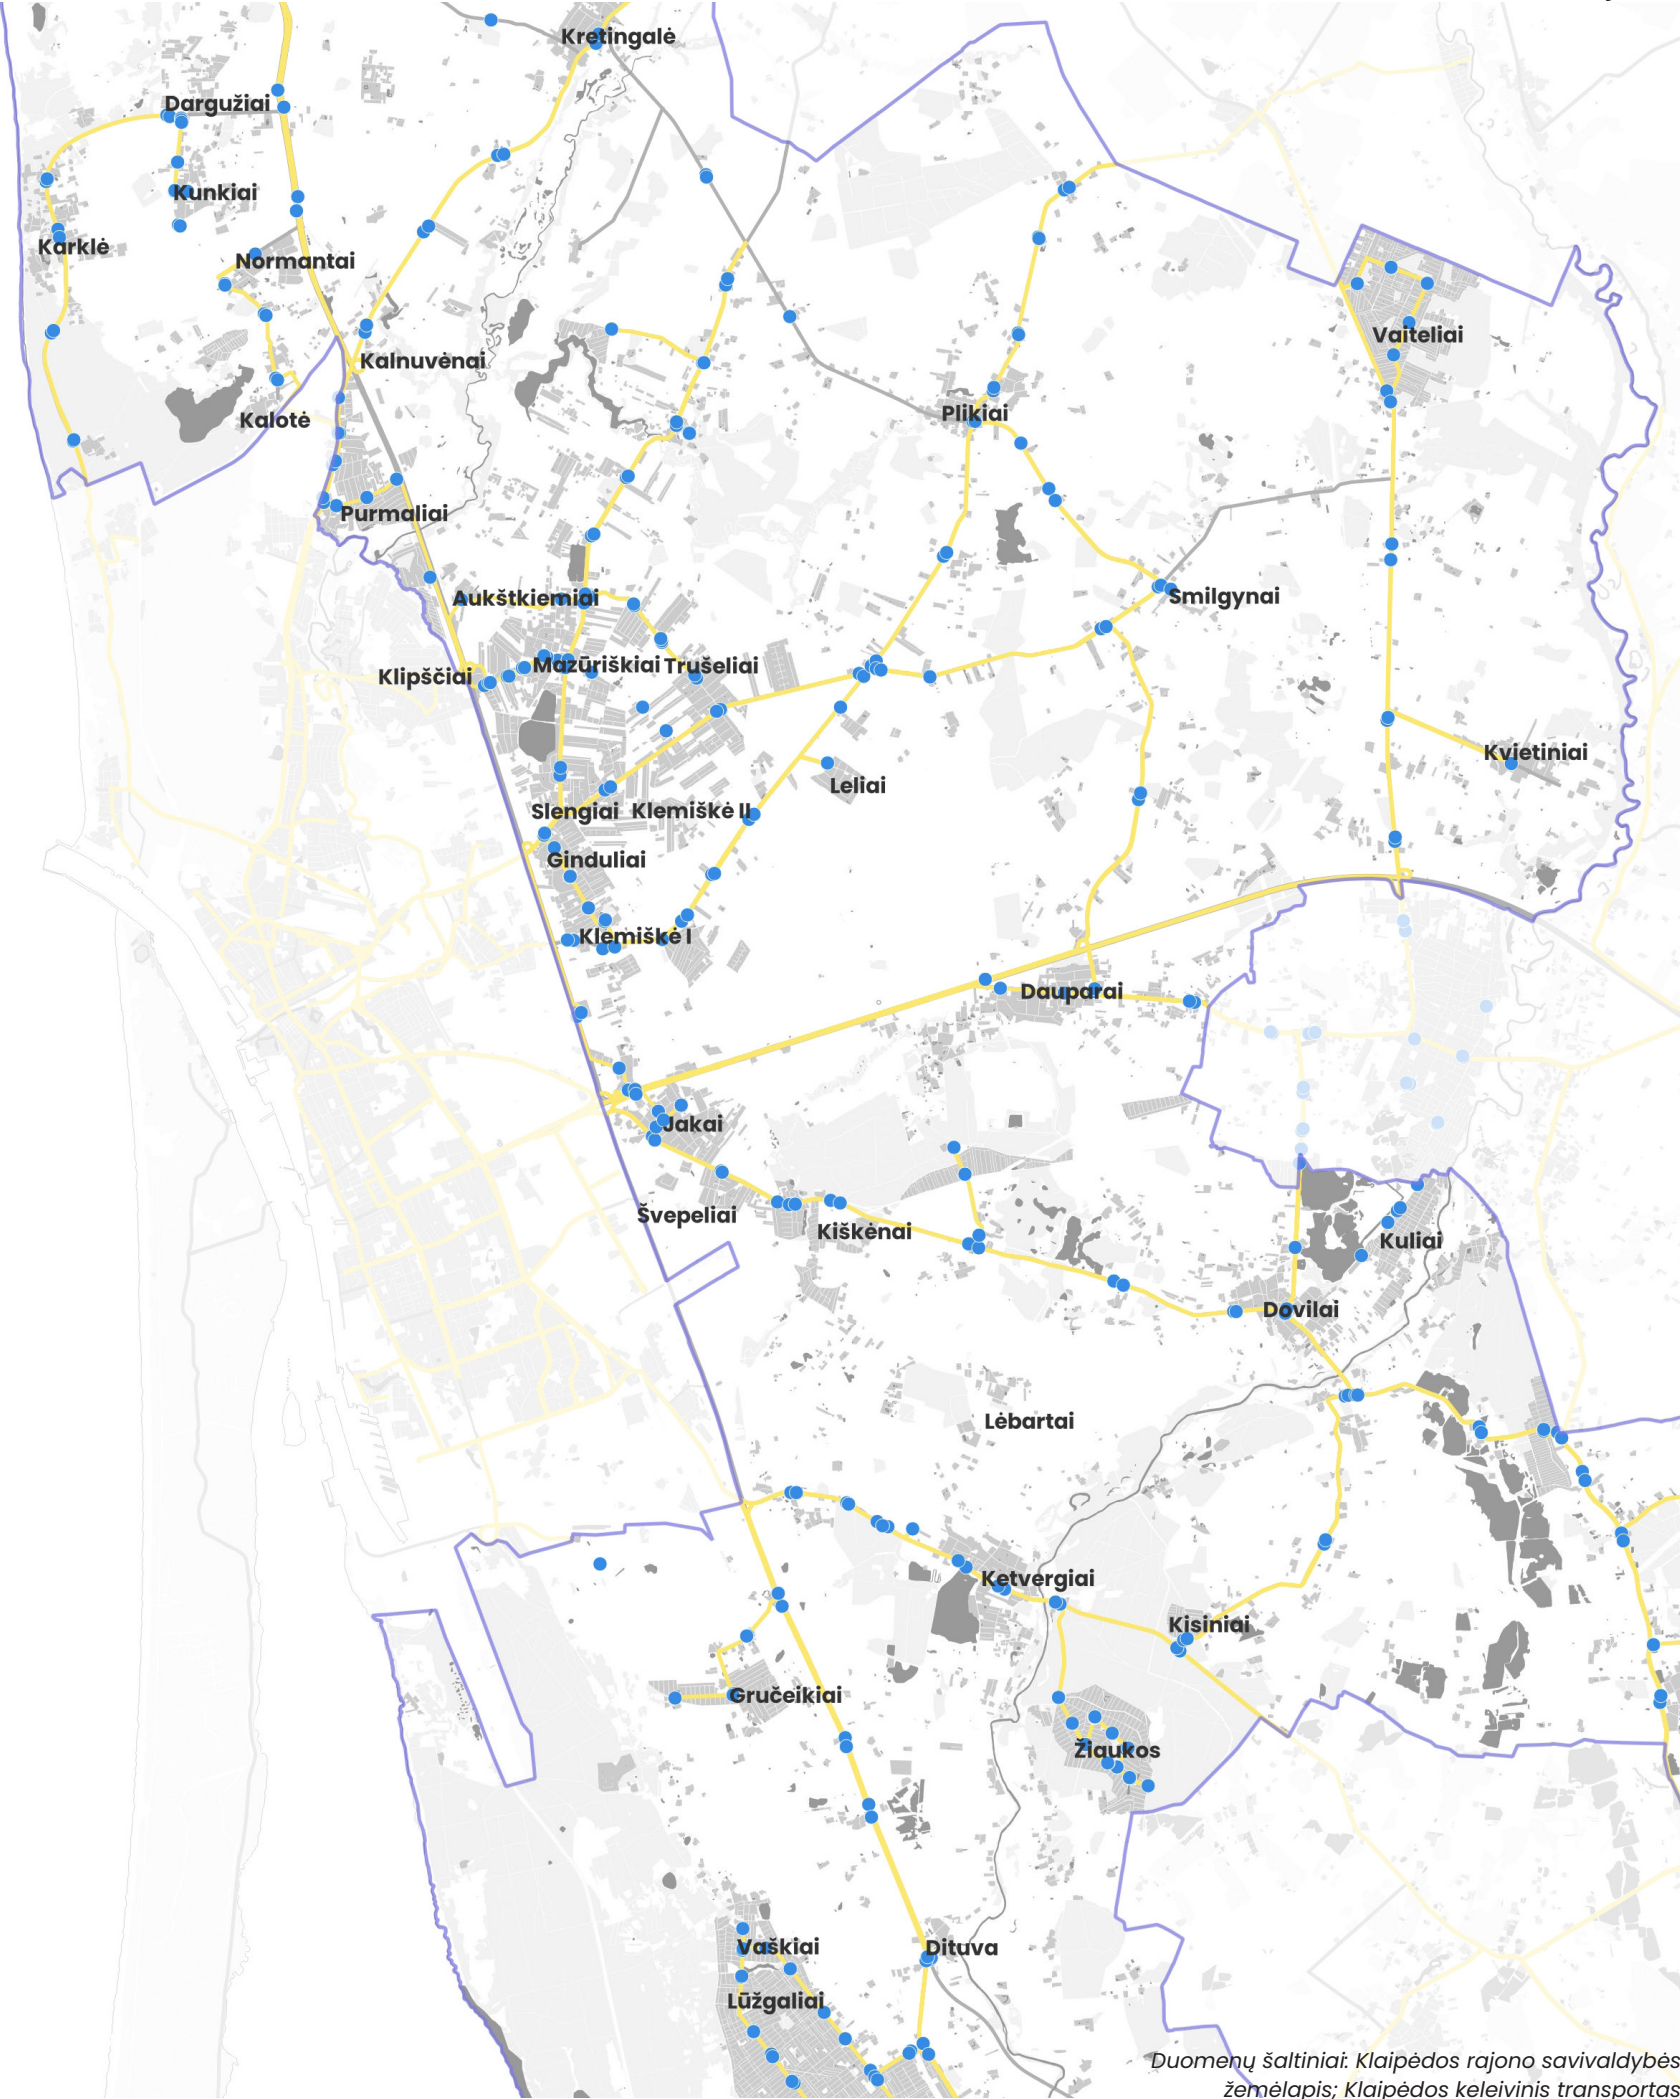 Kretingalė
Dargužiai
Kunkiai
Karklė
Normantai
Vaiteliai
Kalnuvėnai
Plikiai
Kalotė
Purmaliai
Aukštkiemiai
Smilgynai
Klipščiai
Mazūriškiai
Trušeliai
Kvietiniai
Leliai
Slengiai
Klemiškė II
Ginduliai
Klemiškė I
Dauparai
Jakai
Švepeliai
Kiškėnai
Kuliai
Dovilai
Lėbartai
Ketvergiai
Kisiniai
Gručeikiai
Žiaukos
Vaškiai
Dituva
Lūžgaliai
Duomenų šaltiniai: Klaipėdos rajono savivaldybės
žemėlapis; Klaipėdos keleivinis transportas